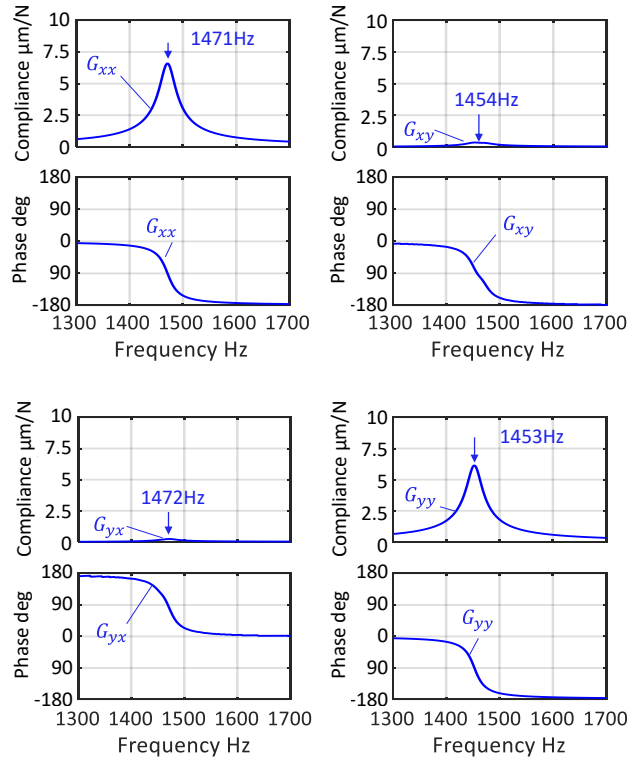 Compliance µm/N
10
7.5
5
2.5
0
1471Hz
Gxx
Phase deg
180
90
0
90
-180
Gxx
1300 1400 1500 1600 1700
Frequency Hz
Compliance µm/N
10
7.5
5
2.5
0
1454Hz
Gxy
Phase deg
180
90
0
90
-180
Gxy
1300 1400 1500 1600 1700
Frequency Hz
Compliance µm/N
10
7.5
5
2.5
0
1472Hz
Gyx
Phase deg
180
90
0
90
-180
Gyx
1300 1400 1500 1600 1700
Frequency Hz
Compliance µm/N
10
7.5
5
2.5
0
1453Hz
Gyy
Phase deg
180
90
0
90
-180
Gyy
1300 1400 1500 1600 1700
Frequency Hz